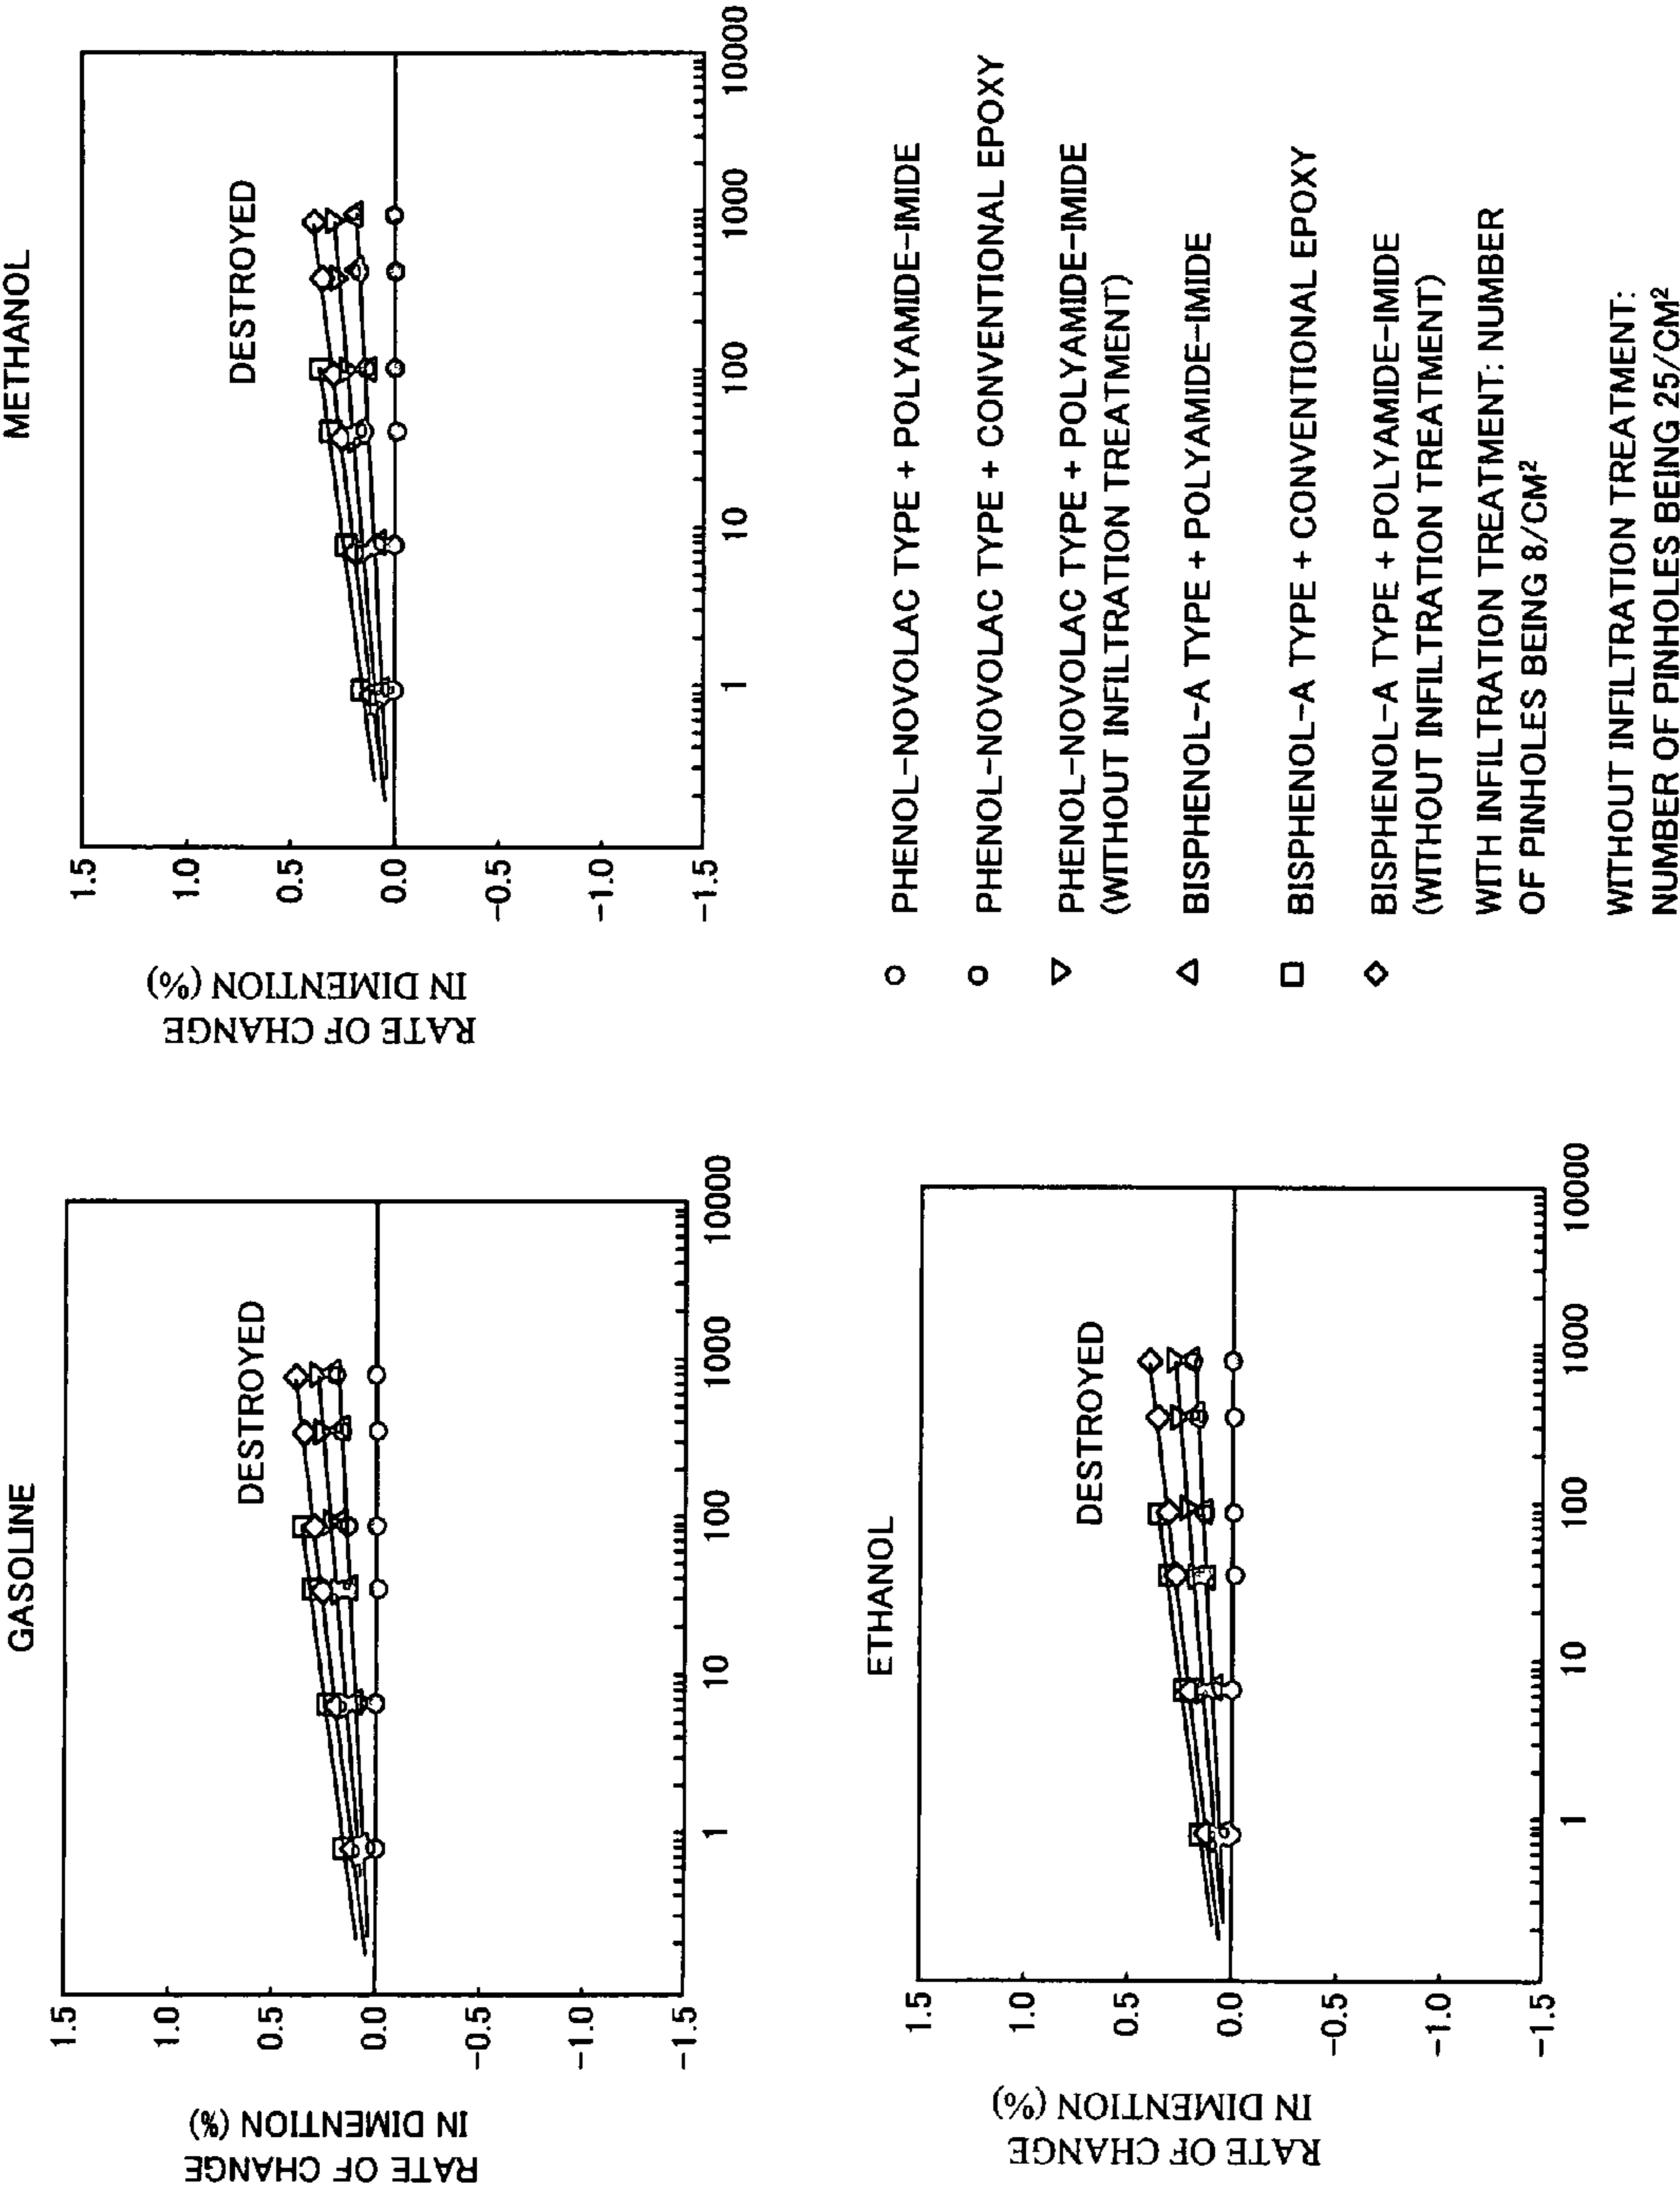 GASOLINE
1.5
1.0
0.5
0.0
-0.5
-1.0
-1.5
RATE OF CHANGE
IN DIMENTION (%)
DESTROYED
1
10
100
1000
10000
METHANOL
1.5
1.0
0.5
0.0
-0.5
-1.0
-1.5
RATE OF CHANGE
IN DIMENTION (%)
DESTROYED
1
10
100
1000
10000
ETHANOL
1.5
1.0
0.5
0.0
-0.5
-1.0
-1.5
RATE OF CHANGE
IN DIMENTION (%)
DESTROYED
1
10
100
1000
10000
PHENOL-NOVOLAC TYPE + POLYAMIDE-IMIDE
PHENOL-NOVOLAC TYPE + CONVENTIONAL EPOXY
PHENOL-NOVOLAC TYPE + POLYAMIDE-IMIDE
(WITHOUT INFILTRATION TREATMENT)
BISPHENOL-A TYPE + POLYAMIDE-IMIDE
BISPHENOL-A TYPE + CONVENTIONAL EPOXY
BISPHENOL-A TYPE + POLYAMIDE-IMIDE
(WITHOUT INFILTRATION TREATMENT)
WITH INFILTRATION TREATMENT: NUMBER
OF PINHOLES BEING 8/CM²
WITHOUT INFILTRATION TREATMENT:
NUMBER OF PINHOLES BEING 25/CM²